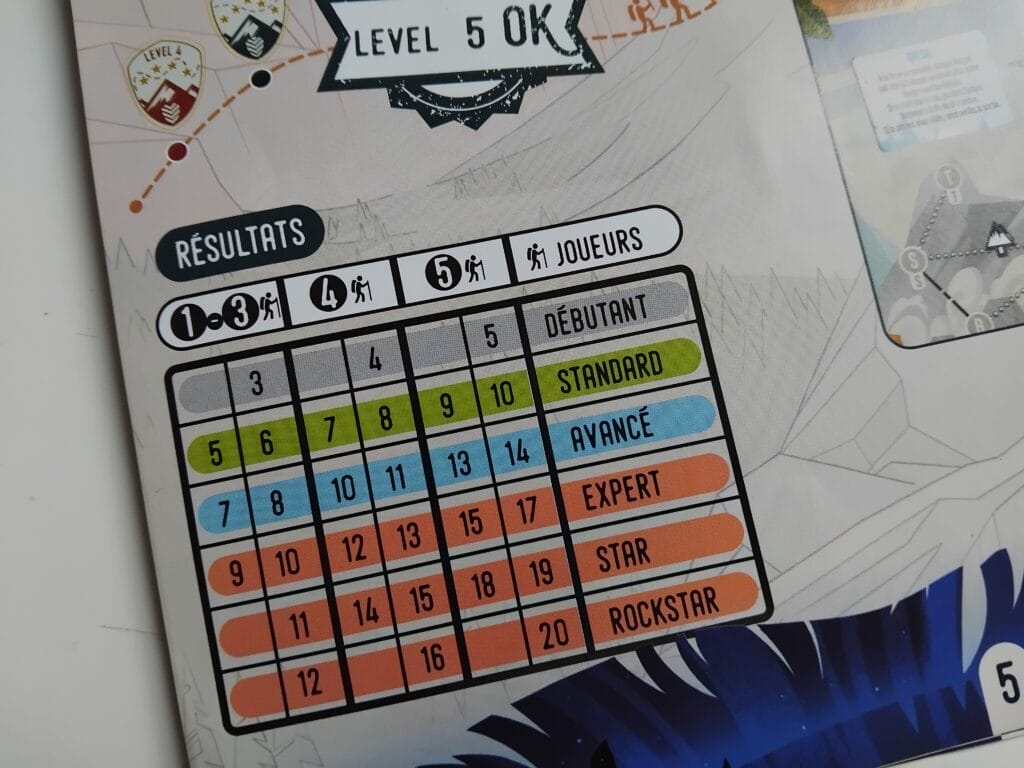 LEVEL 6
LEVEL 5 OK
RÉSULTATS
1-3 4 5 JOUEURS
3 4 5 DÉBUTANT
5 6 7 8 9 10 STANDARD
7 8 10 11 13 14 AVANCÉ
9 10 12 13 15 17 EXPERT
11 14 15 18 19 STAR
12 16 20 ROCKSTAR
T
S
S
5